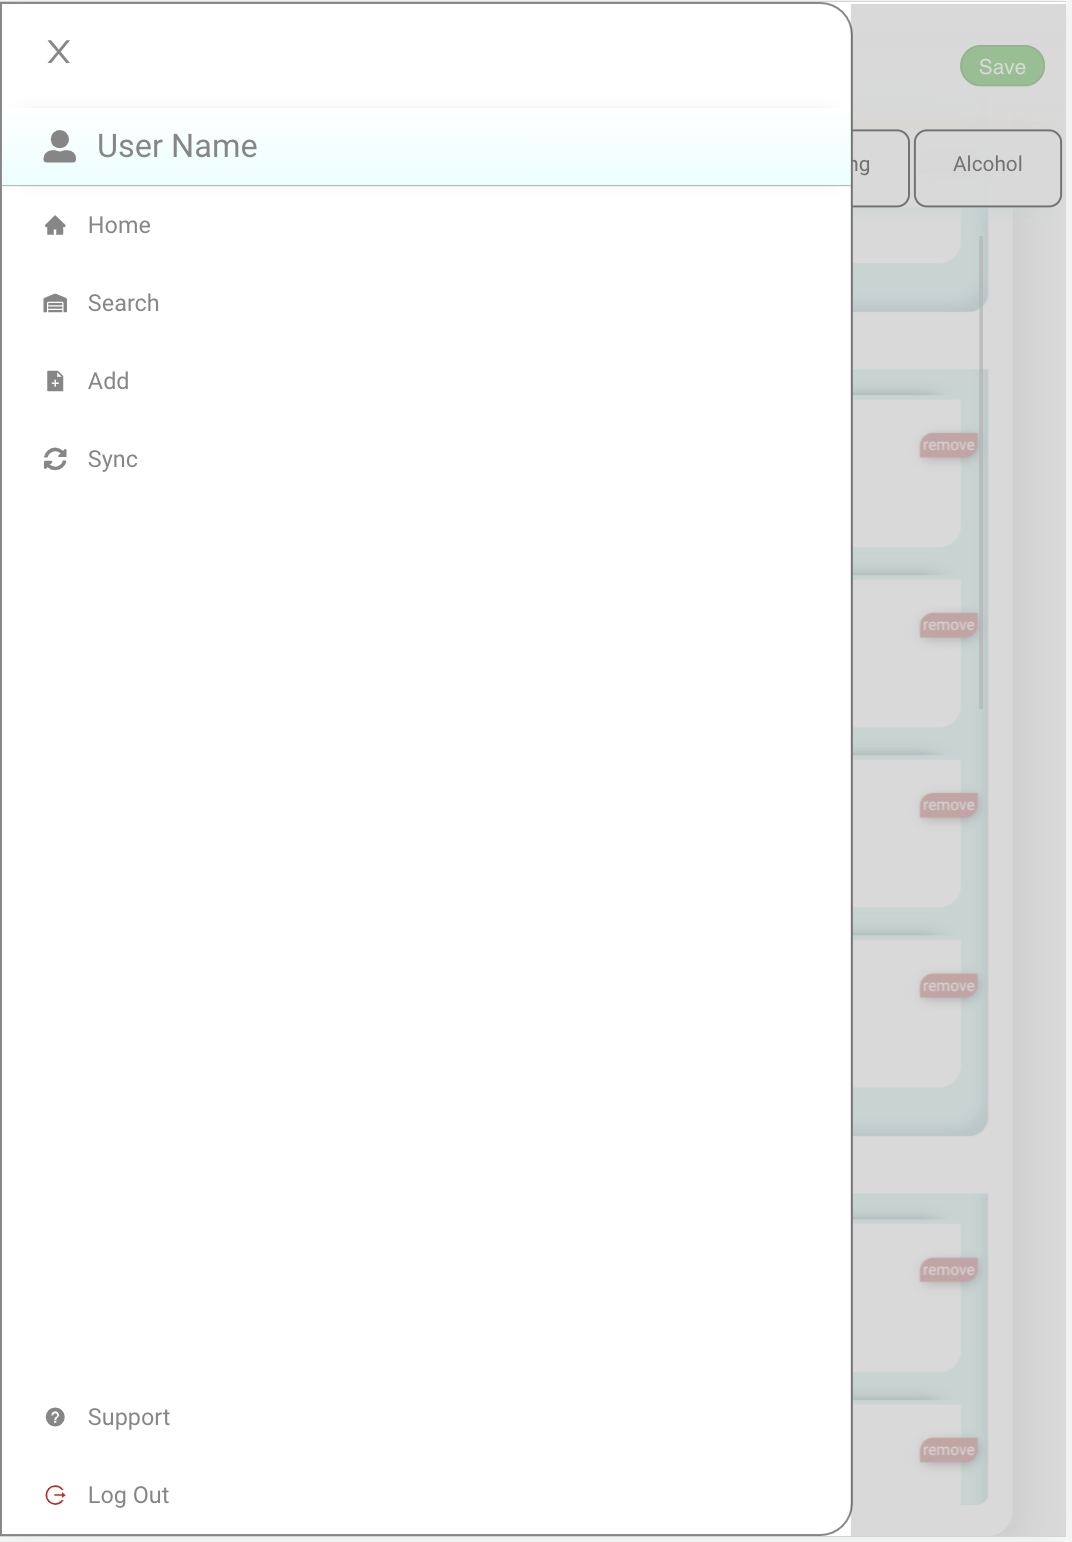 X
Save
User Name
ng
Alcohol
Home
Search
Add
Sync
remove
remove
remove
remove
remove
remove
Support
Log Out